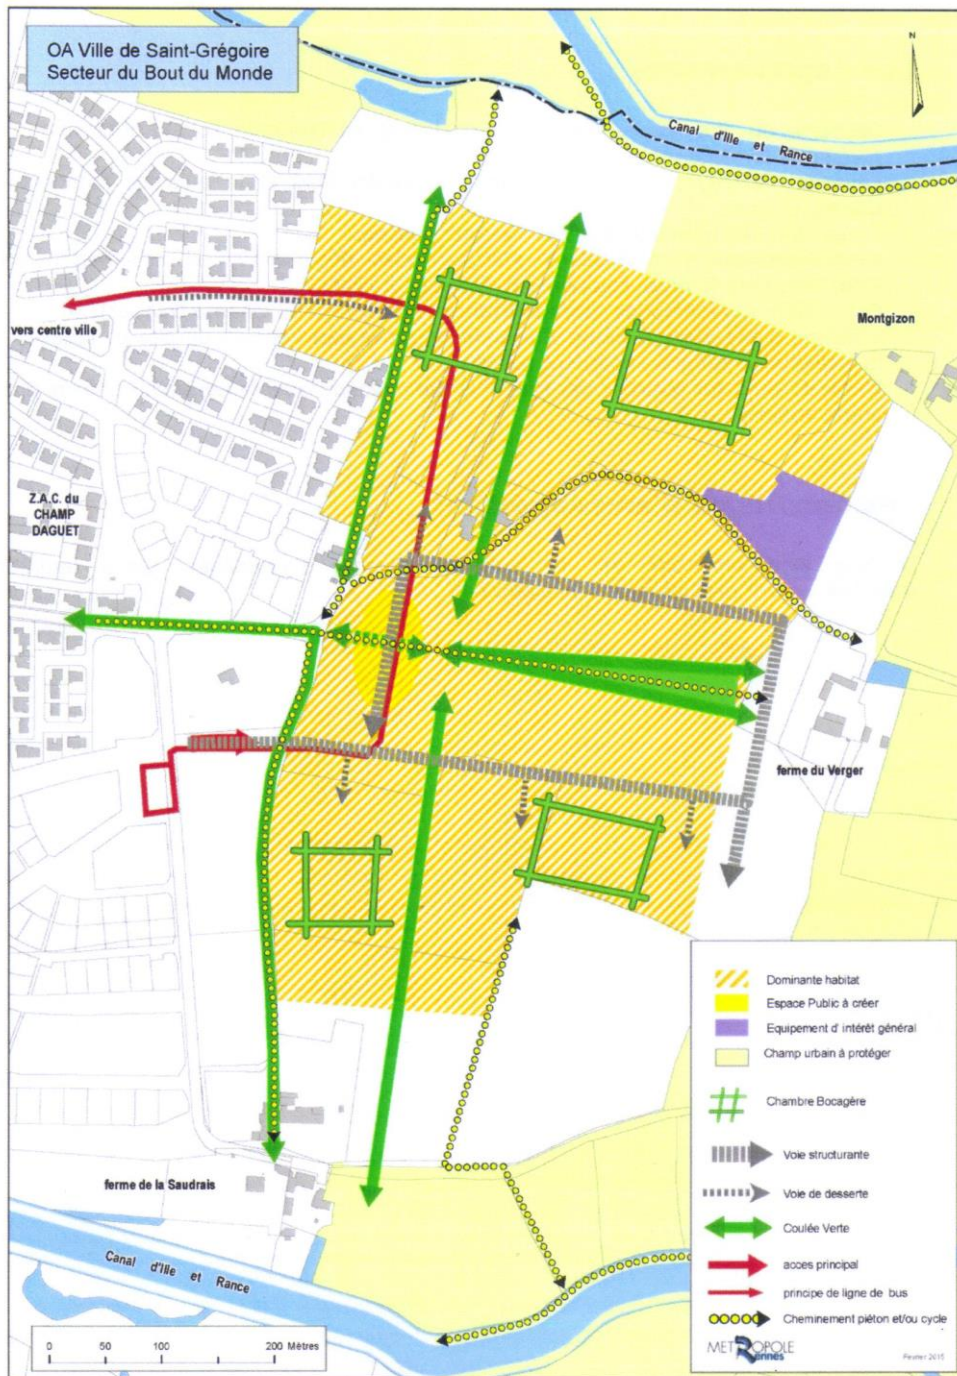 OA Ville de Saint-Grégoire
Secteur du Bout du Monde
N
Canal d'Ille et Rance
vers centre ville
Montgizon
Z.A.C. du
CHAMP
DAGUET
ferme du Verger
ferme de la Saudrais
Canal d'Ille et Rance
0 50 100 200 Mètres
Dominante habitat
Espace Public à créer
Equipement d' intérêt général
Champ urbain à protéger
Chambre Bocagère
Voie structurante
Voie de desserte
Coulée Verte
acces principal
principe de ligne de bus
Cheminement piéton et/ou cycle
METROPOLE
Rennes
Février 2015